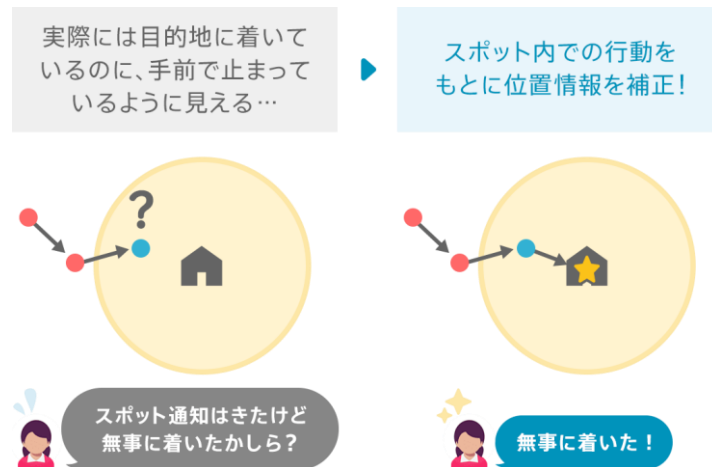 実際には目的地に着いて
いるのに、手前で止まって
いるように見える…
スポット内での行動を
もとに位置情報を補正！
?
スポット通知はきたけど
無事に着いたかしら？
無事に着いた！